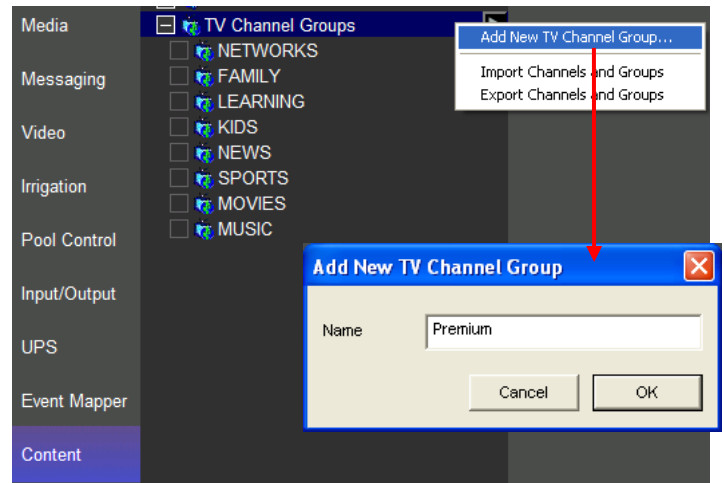 Media
Messaging
Video
Irrigation
Pool Control
Input/Output
UPS
Event Mapper
Content
TV Channel Groups
NETWORKS
FAMILY
LEARNING
KIDS
NEWS
SPORTS
MOVIES
MUSIC
Add New TV Channel Group...
Import Channels and Groups
Export Channels and Groups
Add New TV Channel Group
Name
Premium
Cancel
OK